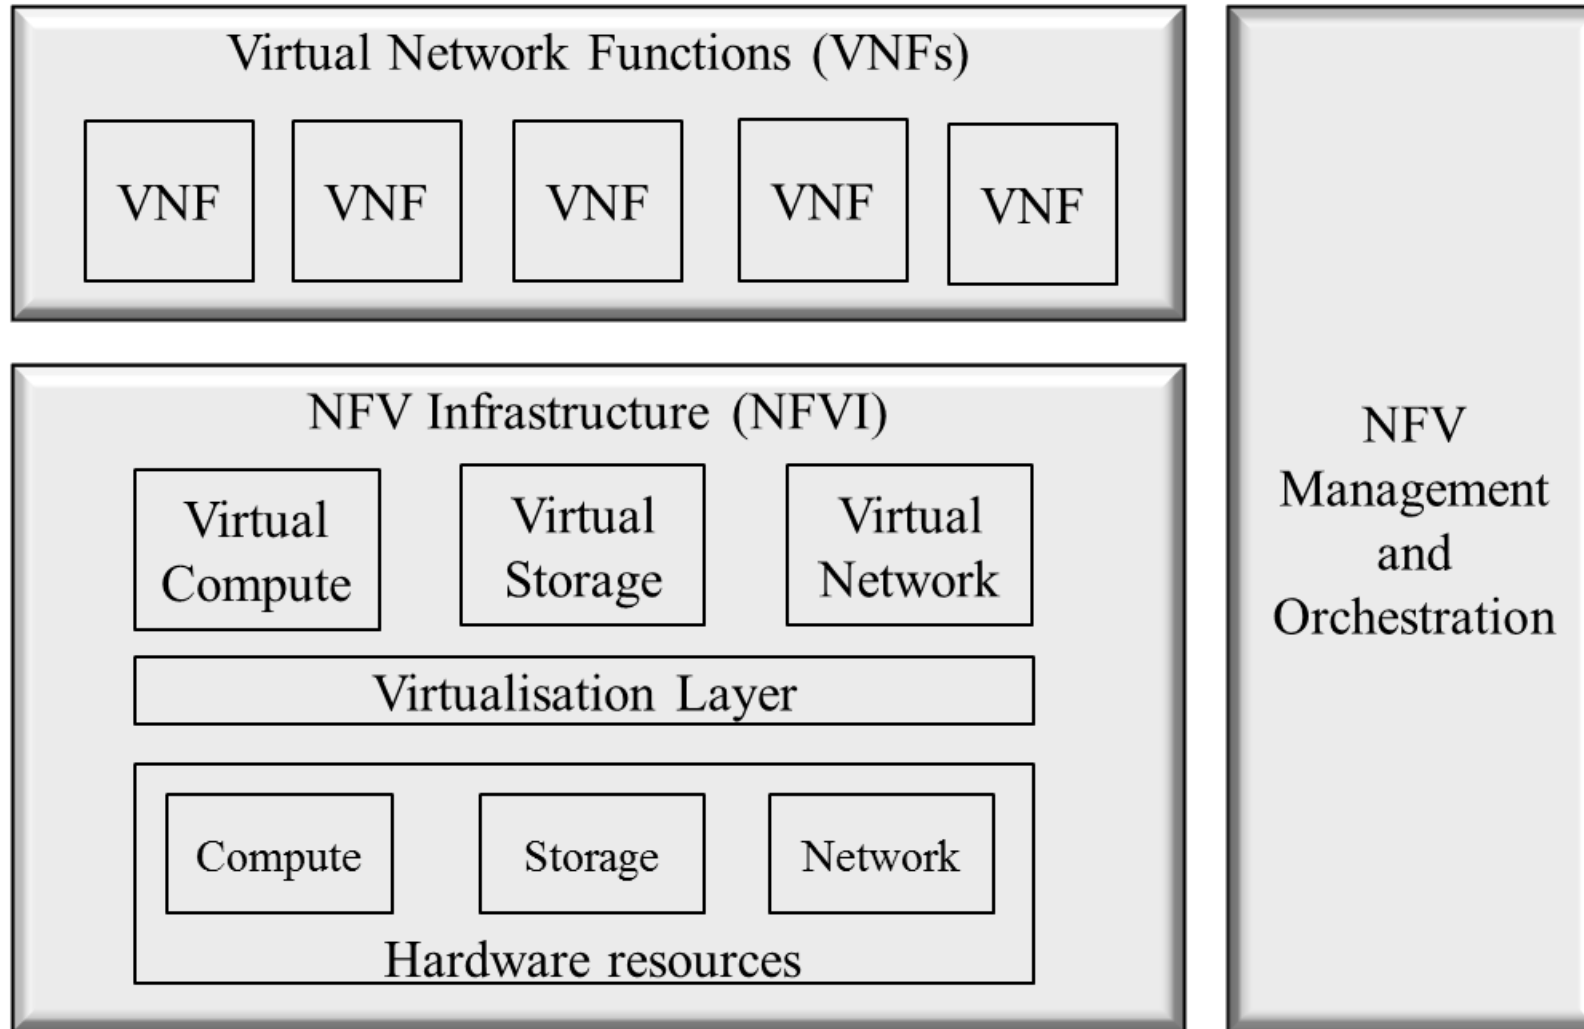 Virtual Network Functions (VNFs)
VNF
VNF
VNF
VNF
VNF
NFV Infrastructure (NFVI)
Virtual
Compute
Virtual
Storage
Virtual
Network
Virtualisation Layer
Compute
Storage
Network
Hardware resources
NFV
Management
and
Orchestration